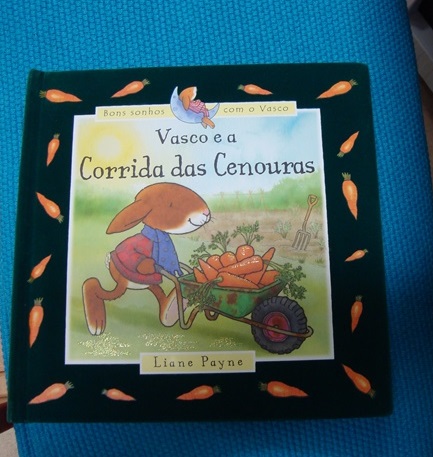 Bons sonhos com o Vasco
Vasco e a
Corrida das Cenouras
Liane Payne